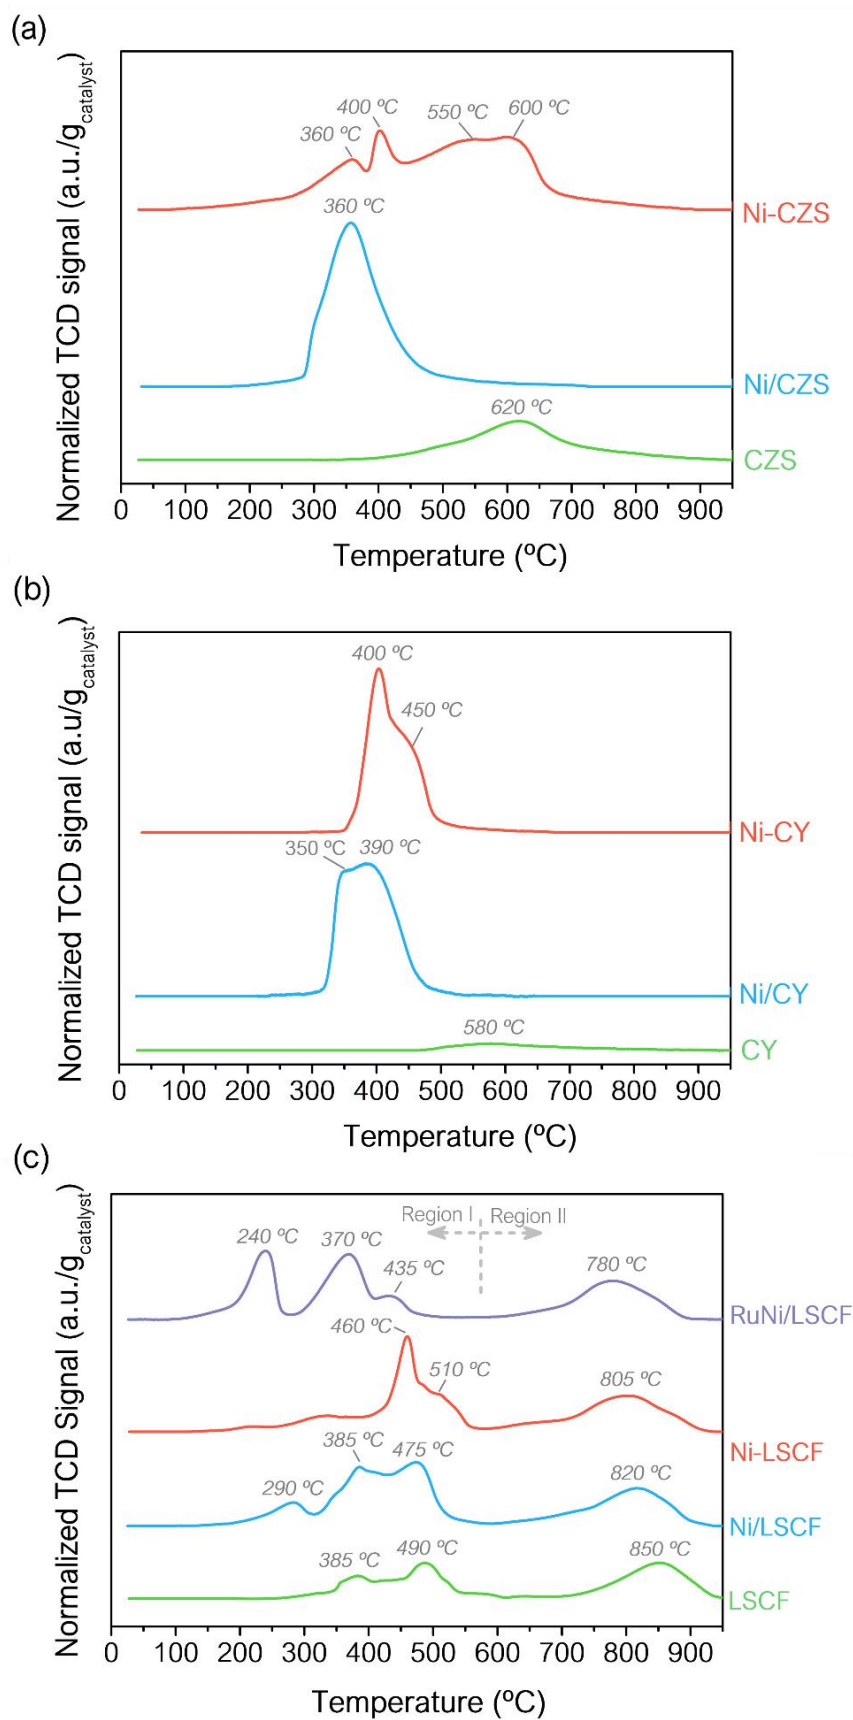 (a)
Normalized TCD signal (a.u./gcatalyst)
360 ºC
400 ºC
550 ºC
600 ºC
Ni-CZS
360 ºC
Ni/CZS
620 ºC
CZS
0 100 200 300 400 500 600 700 800 900
Temperature (ºC)
(b)
Normalized TCD signal (a.u/gcatalyst)
400 ºC
450 ºC
Ni-CY
350 ºC
390 ºC
Ni/CY
580 ºC
CY
0 100 200 300 400 500 600 700 800 900
Temperature (ºC)
(c)
Normalized TCD Signal (a.u./gcatalyst)
Region I
Region II
240 ºC
370 ºC
435 ºC
780 ºC
RuNi/LSCF
460 ºC
510 ºC
805 ºC
Ni-LSCF
290 ºC
385 ºC
475 ºC
820 ºC
Ni/LSCF
385 ºC
490 ºC
850 ºC
LSCF
0 100 200 300 400 500 600 700 800 900
Temperature (ºC)